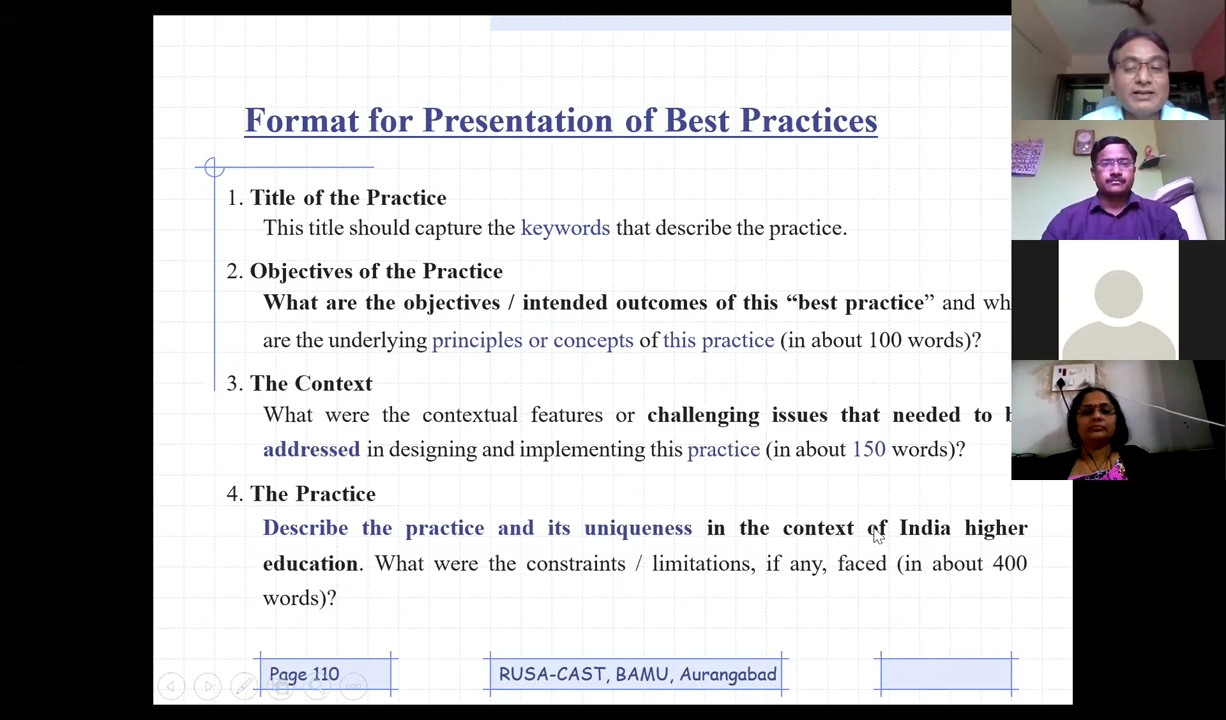 Format for Presentation of Best Practices
1. Title of the Practice
This title should capture the keywords that describe the practice.
2. Objectives of the Practice
What are the objectives / intended outcomes of this “best practice” and wh
are the underlying principles or concepts of this practice (in about 100 words)?
3. The Context
What were the contextual features or challenging issues that needed to
addressed in designing and implementing this practice (in about 150 words)?
4. The Practice
Describe the practice and its uniqueness in the context of India higher
education. What were the constraints / limitations, if any, faced (in about 400
words)?
Page 110
RUSA-CAST, BAMU, Aurangabad